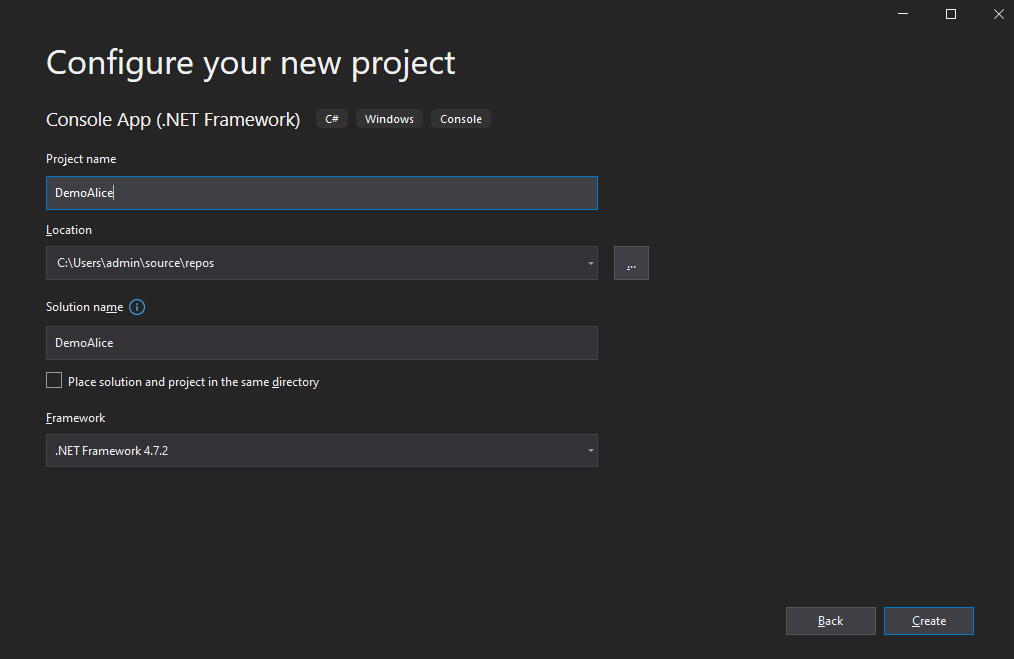 Configure your new project
Console App (.NET Framework) C# Windows Console
Project name
DemoAlice
Location
C:\Users\admin\source\repos
...
Solution name
DemoAlice
Place solution and project in the same directory
Framework
.NET Framework 4.7.2
Back Create